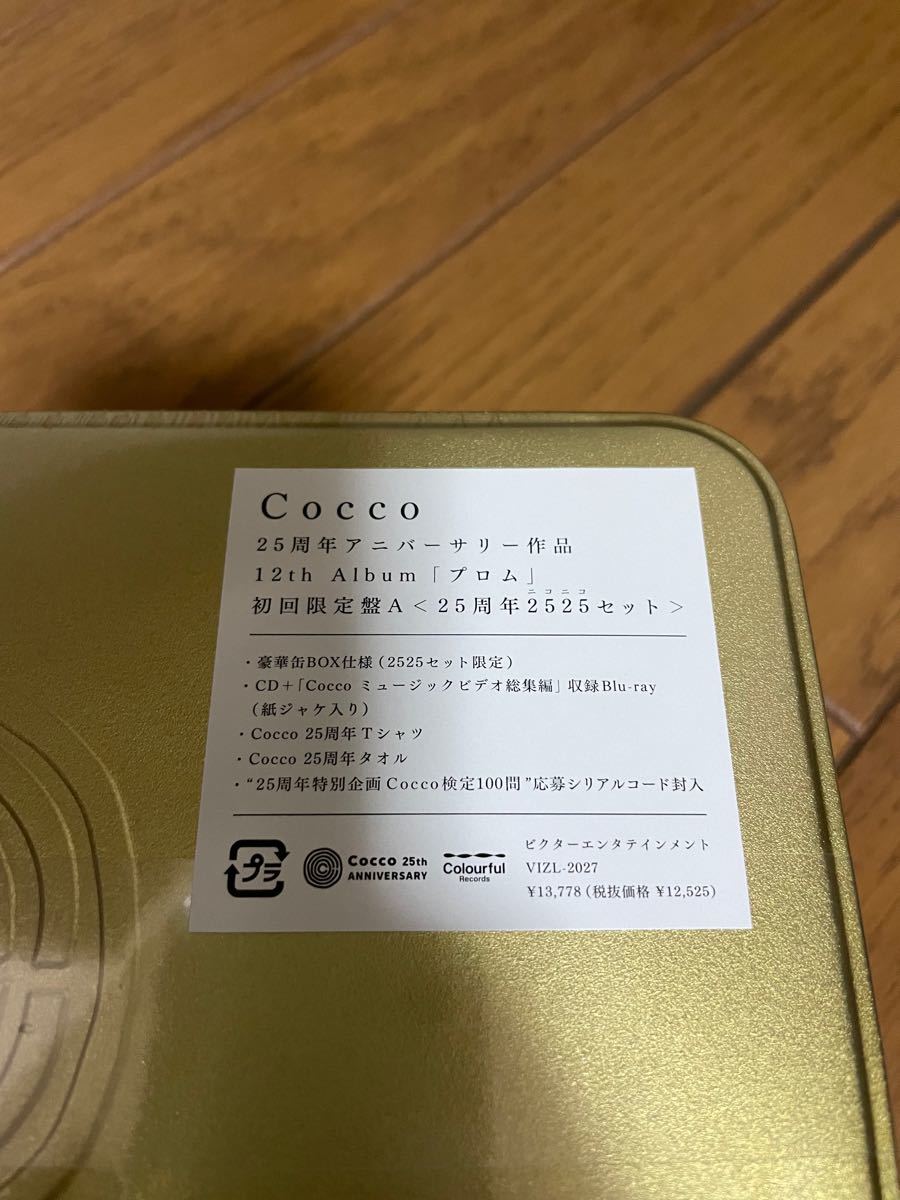 Cocco
25周年アニバーサリー作品
12th Album「プロム」
ニコニコ
初回限定盤A＜25周年2525セット＞
・豪華缶BOX仕様（2525セット限定）
・CD＋「Cocco ミュージックビデオ総集編」収録Blu-ray
（紙ジャケ入り）
・Cocco 25周年Tシャツ
・Cocco 25周年タオル
・“25周年特別企画 Cocco検定100問”応募シリアルコード封入
プラ
Cocco 25th
ANNIVERSARY
Colourful
Records
ビクターエンタテインメント
VIZL-2027
¥13,778（税抜価格 ¥12,525）